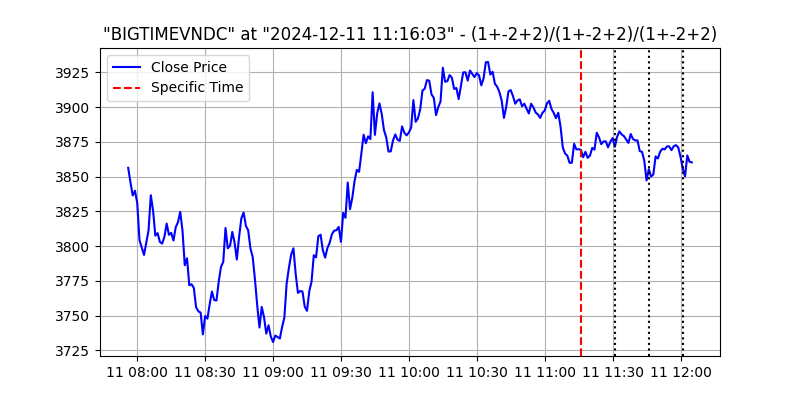 "BIGTIMEVNDC" at "2024-12-11 11:16:03" - (1+-2+2)/(1+-2+2)/(1+-2+2)
Close Price
Specific Time
3925
3900
3875
3850
3825
3800
3775
3750
3725
11 08:00 11 08:30 11 09:00 11 09:30 11 10:00 11 10:30 11 11:00 11 11:30 11 12:00